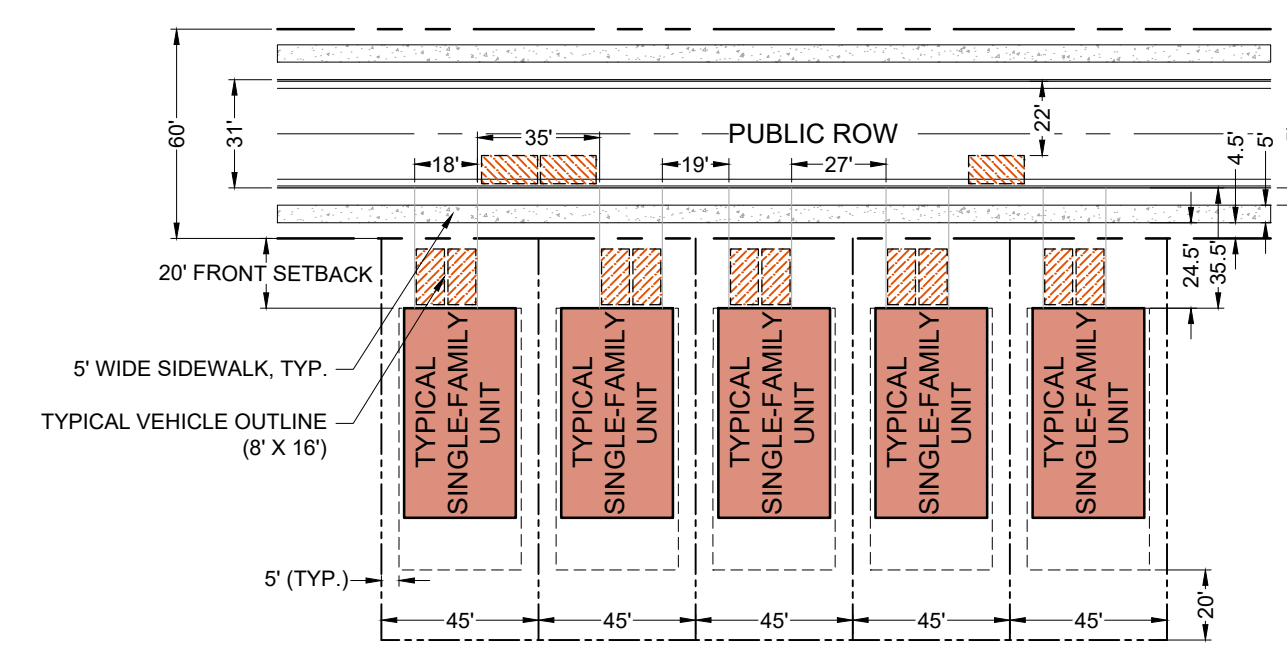 60'
31'
18'
35'
PUBLIC ROW
19'
27'
22'
4.5'
5'
24.5'
35.5'
20' FRONT SETBACK
5' WIDE SIDEWALK, TYP.
TYPICAL VEHICLE OUTLINE
(8' X 16')
TYPICAL
SINGLE-FAMILY
UNIT
TYPICAL
SINGLE-FAMILY
UNIT
TYPICAL
SINGLE-FAMILY
UNIT
TYPICAL
SINGLE-FAMILY
UNIT
TYPICAL
SINGLE-FAMILY
UNIT
5' (TYP.)
45'
45'
45'
45'
45'
20'